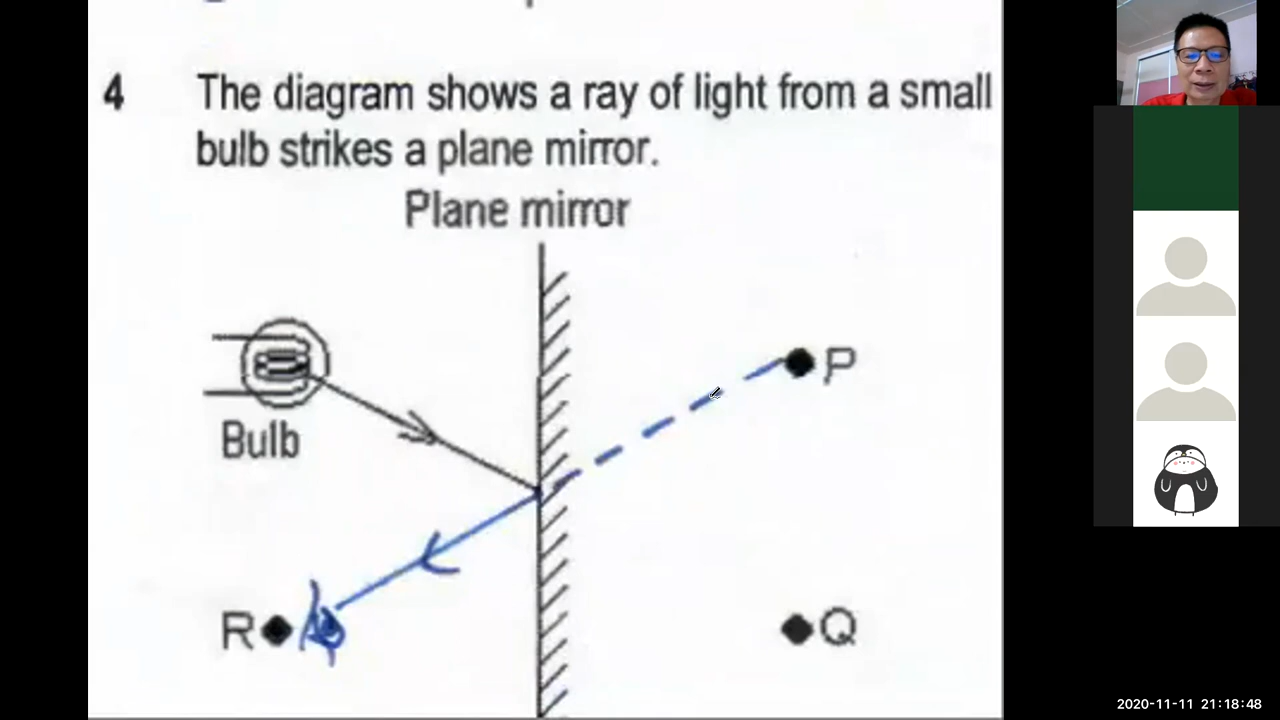 4 The diagram shows a ray of light from a small
bulb strikes a plane mirror.
Plane mirror
P
Bulb
R
Q
2020-11-11 21:18:48